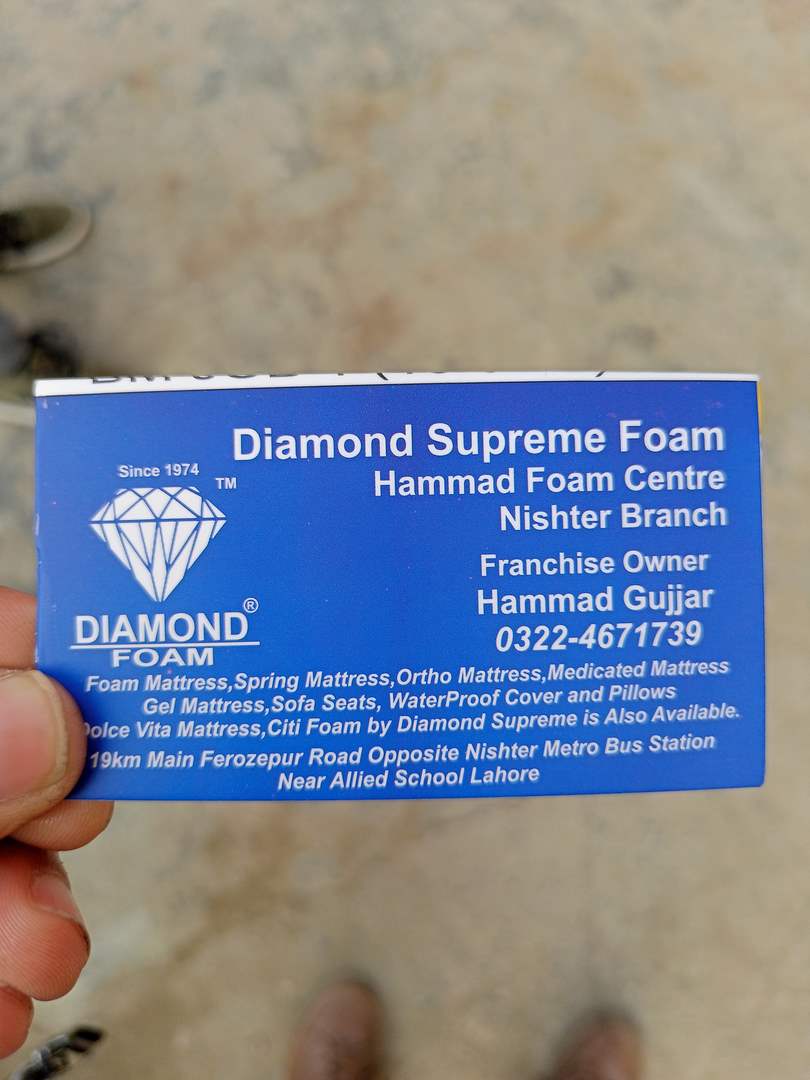 Diamond Supreme Foam
Hammad Foam Centre
Nishter Branch
Since 1974
TM
DIAMOND®
FOAM
Franchise Owner
Hammad Gujjar
0322-4671739
Foam Mattress,Spring Mattress,Ortho Mattress,Medicated Mattress
Gel Mattress,Sofa Seats, WaterProof Cover and Pillows
Dolce Vita Mattress,Citi Foam by Diamond Supreme is Also Available.
19km Main Ferozepur Road Opposite Nishter Metro Bus Station
Near Allied School Lahore